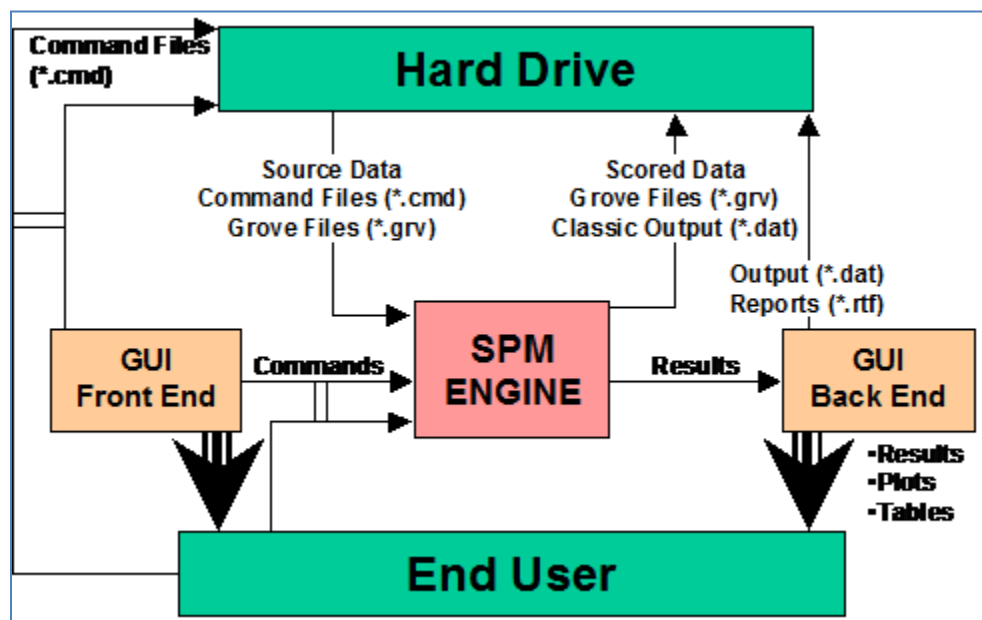 Command Files
(*.cmd)
Hard Drive
Source Data
Command Files (*.cmd)
Grove Files (*.grv)
Scored Data
Grove Files (*.grv)
Classic Output (*.dat)
Output (*.dat)
Reports (*.rtf)
GUI
Front End
Commands
SPM
ENGINE
Results
GUI
Back End
▪Results
▪Plots
▪Tables
End User